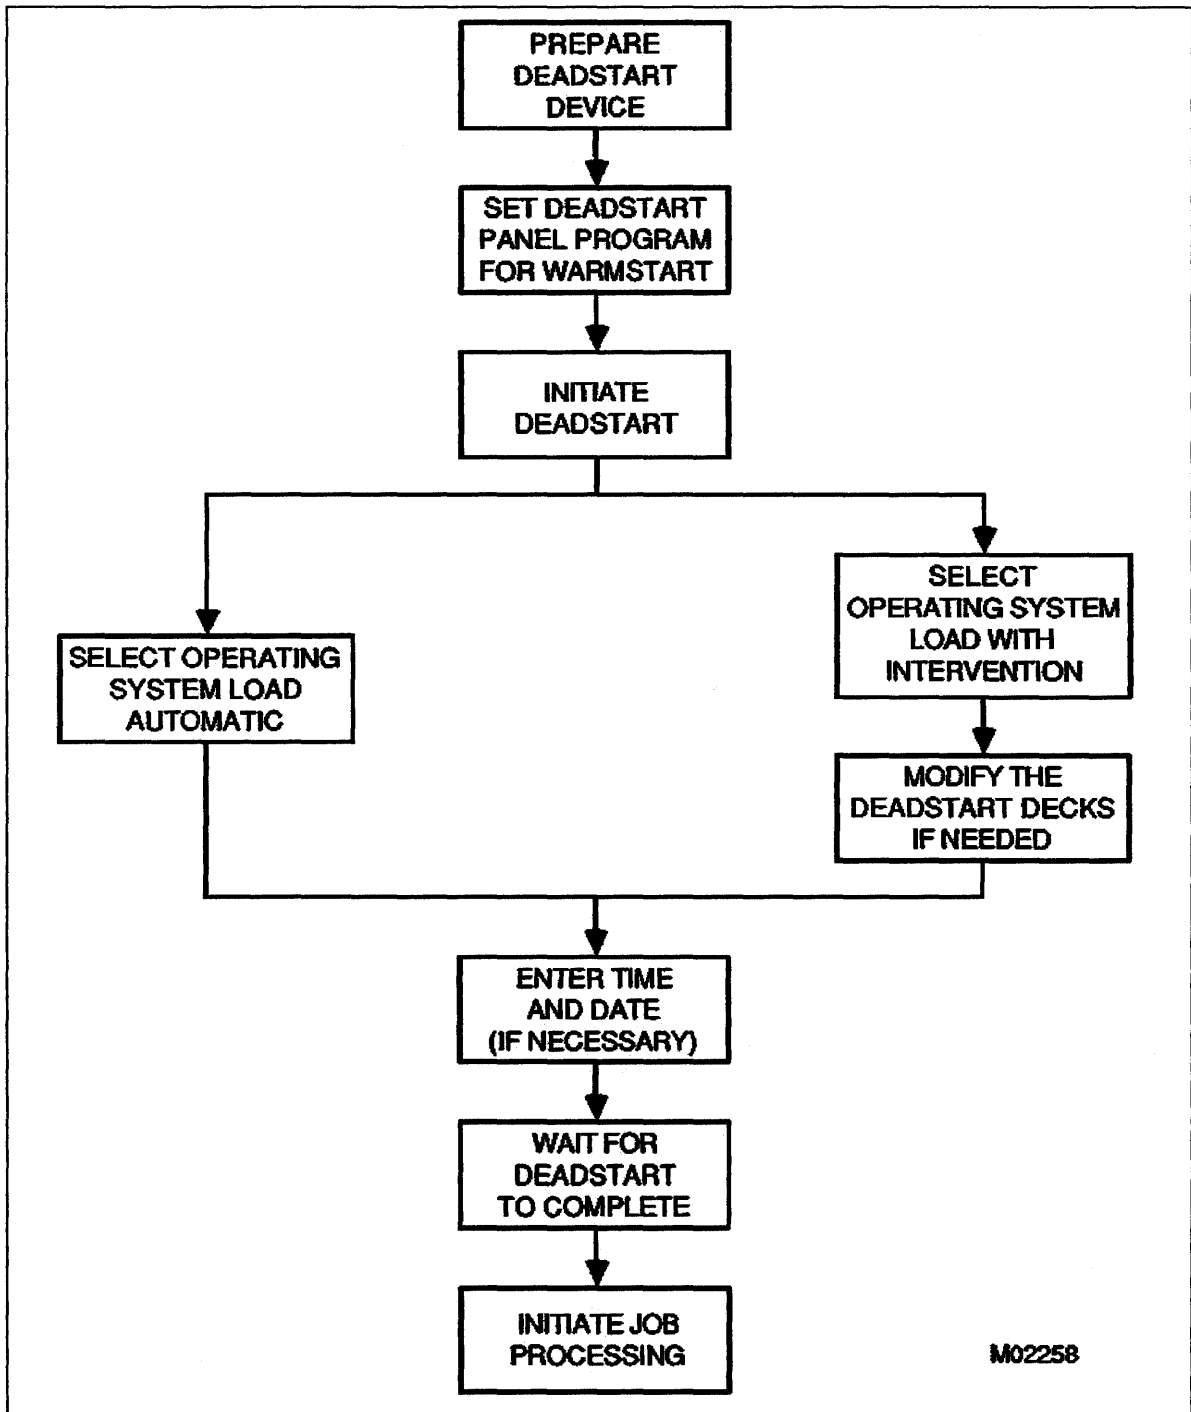 PREPARE
DEADSTART
DEVICE
SET DEADSTART
PANEL PROGRAM
FOR WARMSTART
INITIATE
DEADSTART
SELECT
OPERATING SYSTEM
LOAD WITH
INTERVENTION
SELECT OPERATING
SYSTEM LOAD
AUTOMATIC
MODIFY THE
DEADSTART DECKS
IF NEEDED
ENTER TIME
AND DATE
(IF NECESSARY)
WAIT FOR
DEADSTART
TO COMPLETE
INITIATE JOB
PROCESSING
M02258